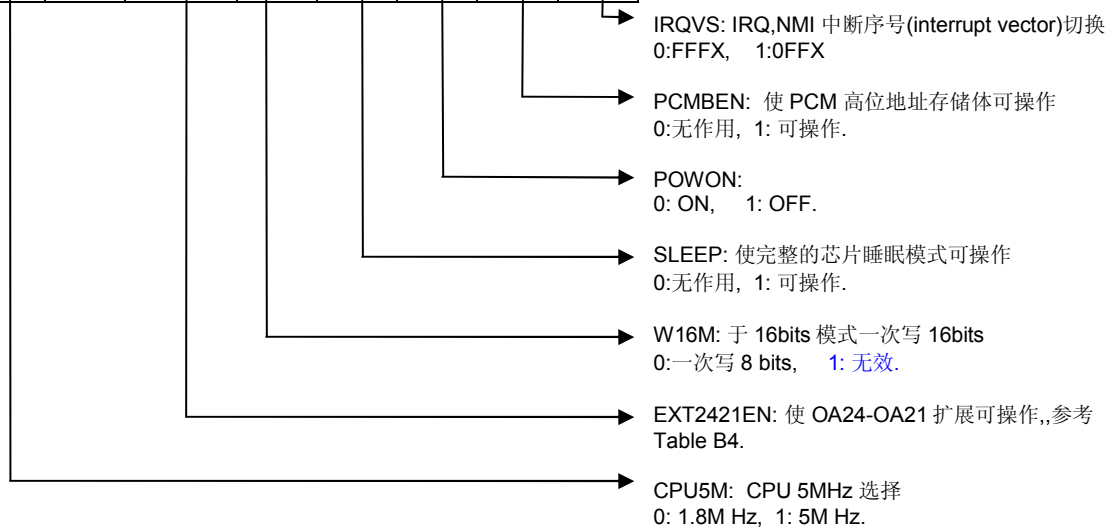 IRQVS: IRQ,NMI 中断序号(interrupt vector)切换
0:FFFX, 1:0FFX
PCMBEN: 使 PCM 高位地址存储体可操作
0:无作用, 1: 可操作.
POWON:
0: ON, 1: OFF.
SLEEP: 使完整的芯片睡眠模式可操作
0:无作用, 1: 可操作.
W16M: 于 16bits 模式一次写 16bits
0:一次写 8 bits, 1: 无效.
EXT2421EN: 使 OA24-OA21 扩展可操作,,参考
Table B4.
CPU5M: CPU 5MHz 选择
0: 1.8M Hz, 1: 5M Hz.